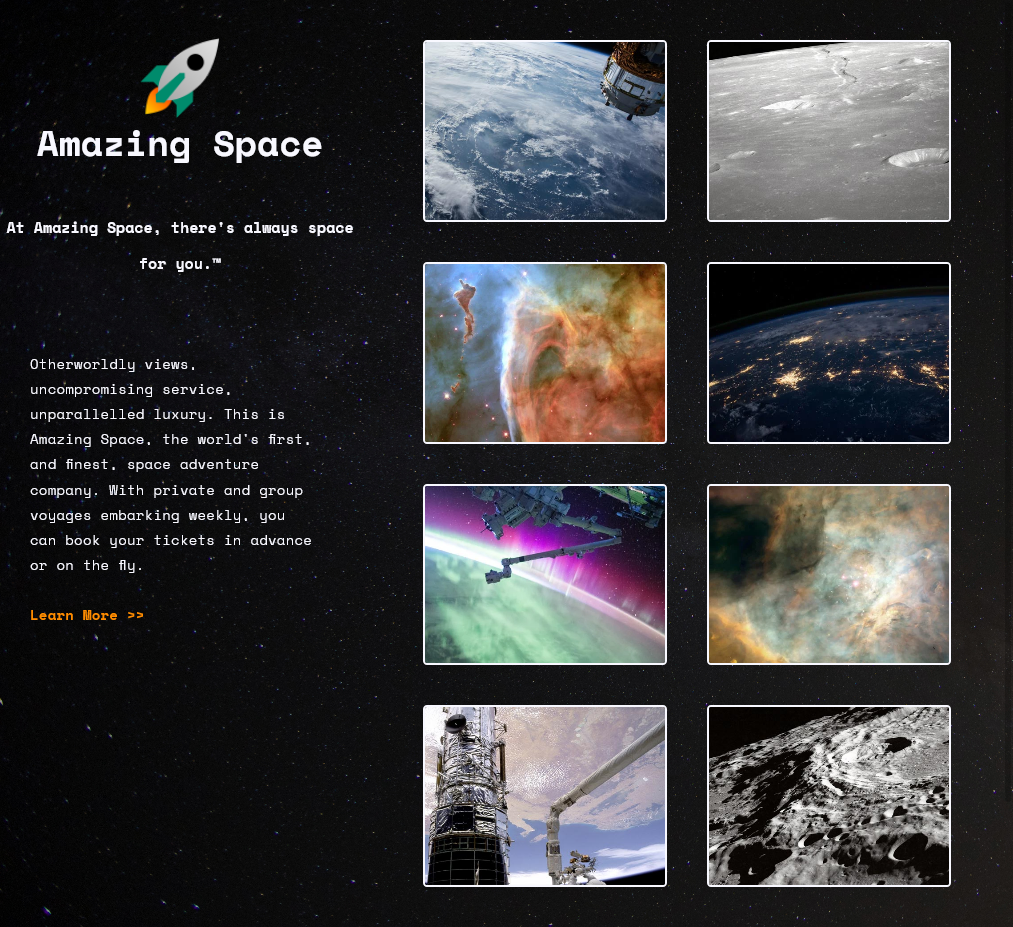 Amazing Space
At Amazing Space, there's always space
for you.™
Otherworldly views,
uncompromising service,
unparallelled luxury. This is
Amazing Space, the world's first,
and finest, space adventure
company. With private and group
voyages embarking weekly, you
can book your tickets in advance
or on the fly.
Learn More >>